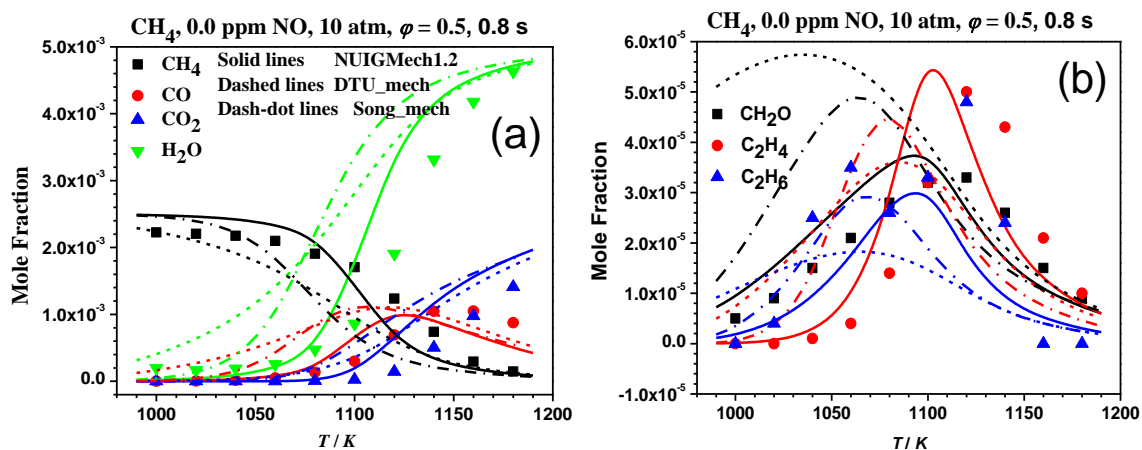 CH4, 0.0 ppm NO, 10 atm, φ = 0.5, 0.8 s
5.0x10-3
4.0x10-3
3.0x10-3
2.0x10-3
1.0x10-3
0.0
Mole Fraction
CH4
CO
CO2
H2O
Solid lines NUIGMech1.2
Dashed lines DTU_mech
Dash-dot lines Song_mech
(a)
1000 1050 1100 1150 1200
T / K
CH4, 0.0 ppm NO, 10 atm, φ = 0.5, 0.8 s
6.0x10-5
5.0x10-5
4.0x10-5
3.0x10-5
2.0x10-5
1.0x10-5
0.0
-1.0x10-5
Mole Fraction
CH2O
C2H4
C2H6
(b)
1000 1050 1100 1150 1200
T / K